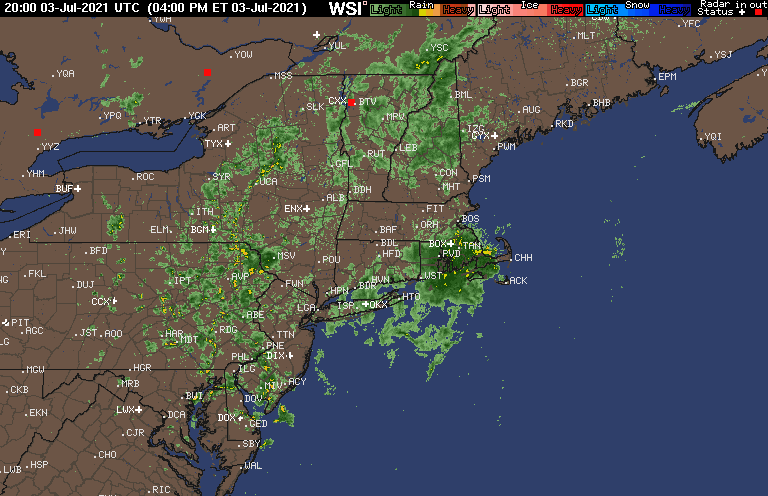 20:00 03-Jul-2021 UTC (04:00 PM ET 03-Jul-2021) WSI Light Rain Heavy Light Ice Heavy Light Snow Heavy Radar in out
Status
YWH
YFC
MLT
YUL
YSC
YOW
YSJ
YQA
MSS
BGR
EPM
BML
SLK
CXX
BTV
BHB
AUG
YPQ
YTR
YGK
ART
MPV
RKD
GYX
YQI
TYX
YYZ
RUT
LEB
PWM
GFL
YHM
ROC
SYR
UCA
CON
PSM
BUF
DDH
MHT
ALB
ITH
ENX
FIT
BOS
ERI
JHW
ELM
BGM
BAF
ORH
BFD
MSV
BDL
BOX
TAN
HFD
PVD
POU
CHH
FKL
DUJ
IPT
AVP
WST
ACK
FWN
HVN
BDR
HPN
CCX
HTO
LGA
ISP
OKX
ABE
PIT
AGC
JST
AOO
AAR
MDT
RDG
TTN
PNE
PHL
DIX
MGW
HGR
ILG
ACY
CKB
MRB
MIV
BWI
DOV
EKN
LWX
DCA
DOX
GED
CJR
SBY
CHO
LWB
HSP
WAL
RIC